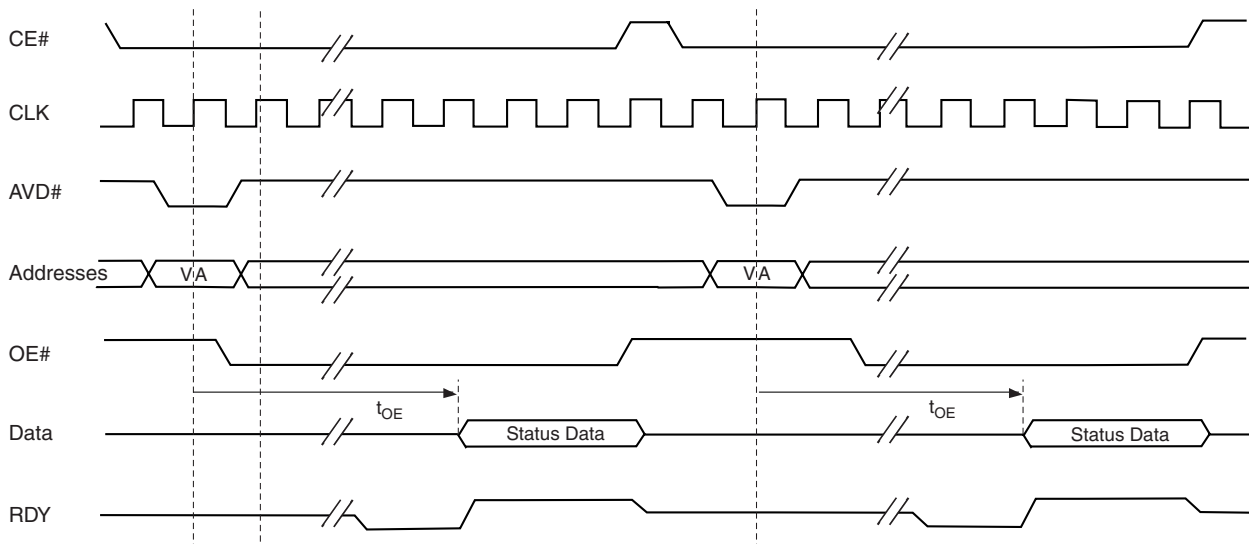 CE#
CLK
AVD#
Addresses VA VA
OE#
tOE tOE
Data Status Data Status Data
RDY